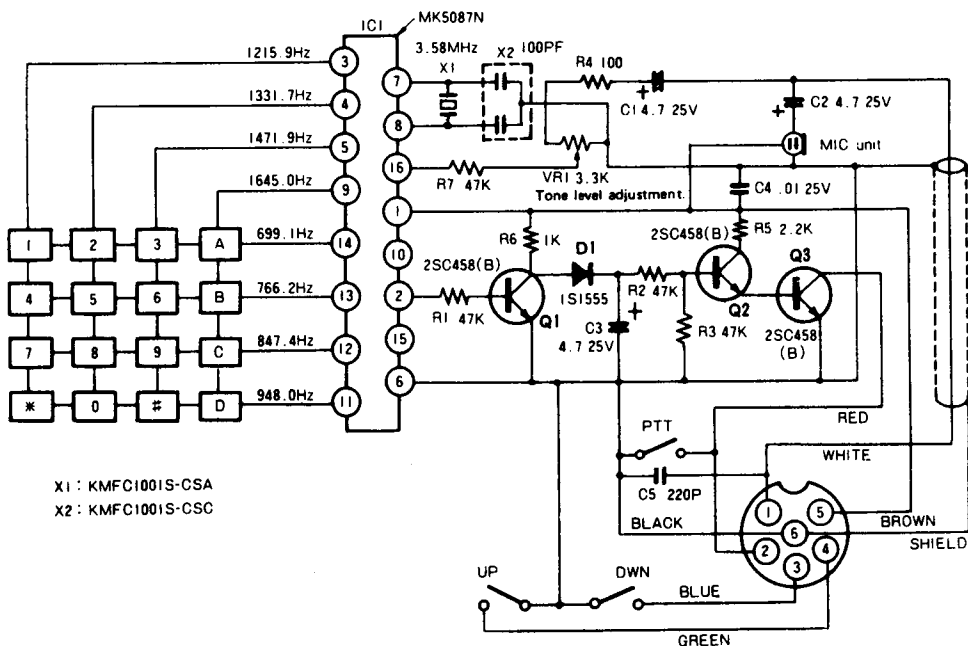 MK5087N
IC1
1215.9Hz
3
3.58MHz
X1
X2 100PF
7
R4 100
+
C1 4.7 25V
+
C2 4.7 25V
1331.7Hz
4
8
MIC unit
1471.9Hz
5
16
R7 47K
VR1 3.3K
Tone level adjustment.
C4 .01 25V
1645.0Hz
9
1
R6 1K
R5 2.2K
1 2 3 A
699.1Hz
14
10
2SC458(B)
D1
2SC458(B)
Q3
4 5 6 B
766.2Hz
13
2
R1
47K
Q1
1S1555
R2 47K
Q2
+
C3
4.7 25V
R3 47K
2SC458
(B)
7 8 9 C
847.4Hz
12
15
6
* 0 # D
948.0Hz
11
RED
PTT
WHITE
X1 : KMFC1001S-CSA
X2 : KMFC1001S-CSC
C5 220P
1
5
BLACK
6
BROWN
SHIELD
2
3
4
UP
DWN
BLUE
GREEN